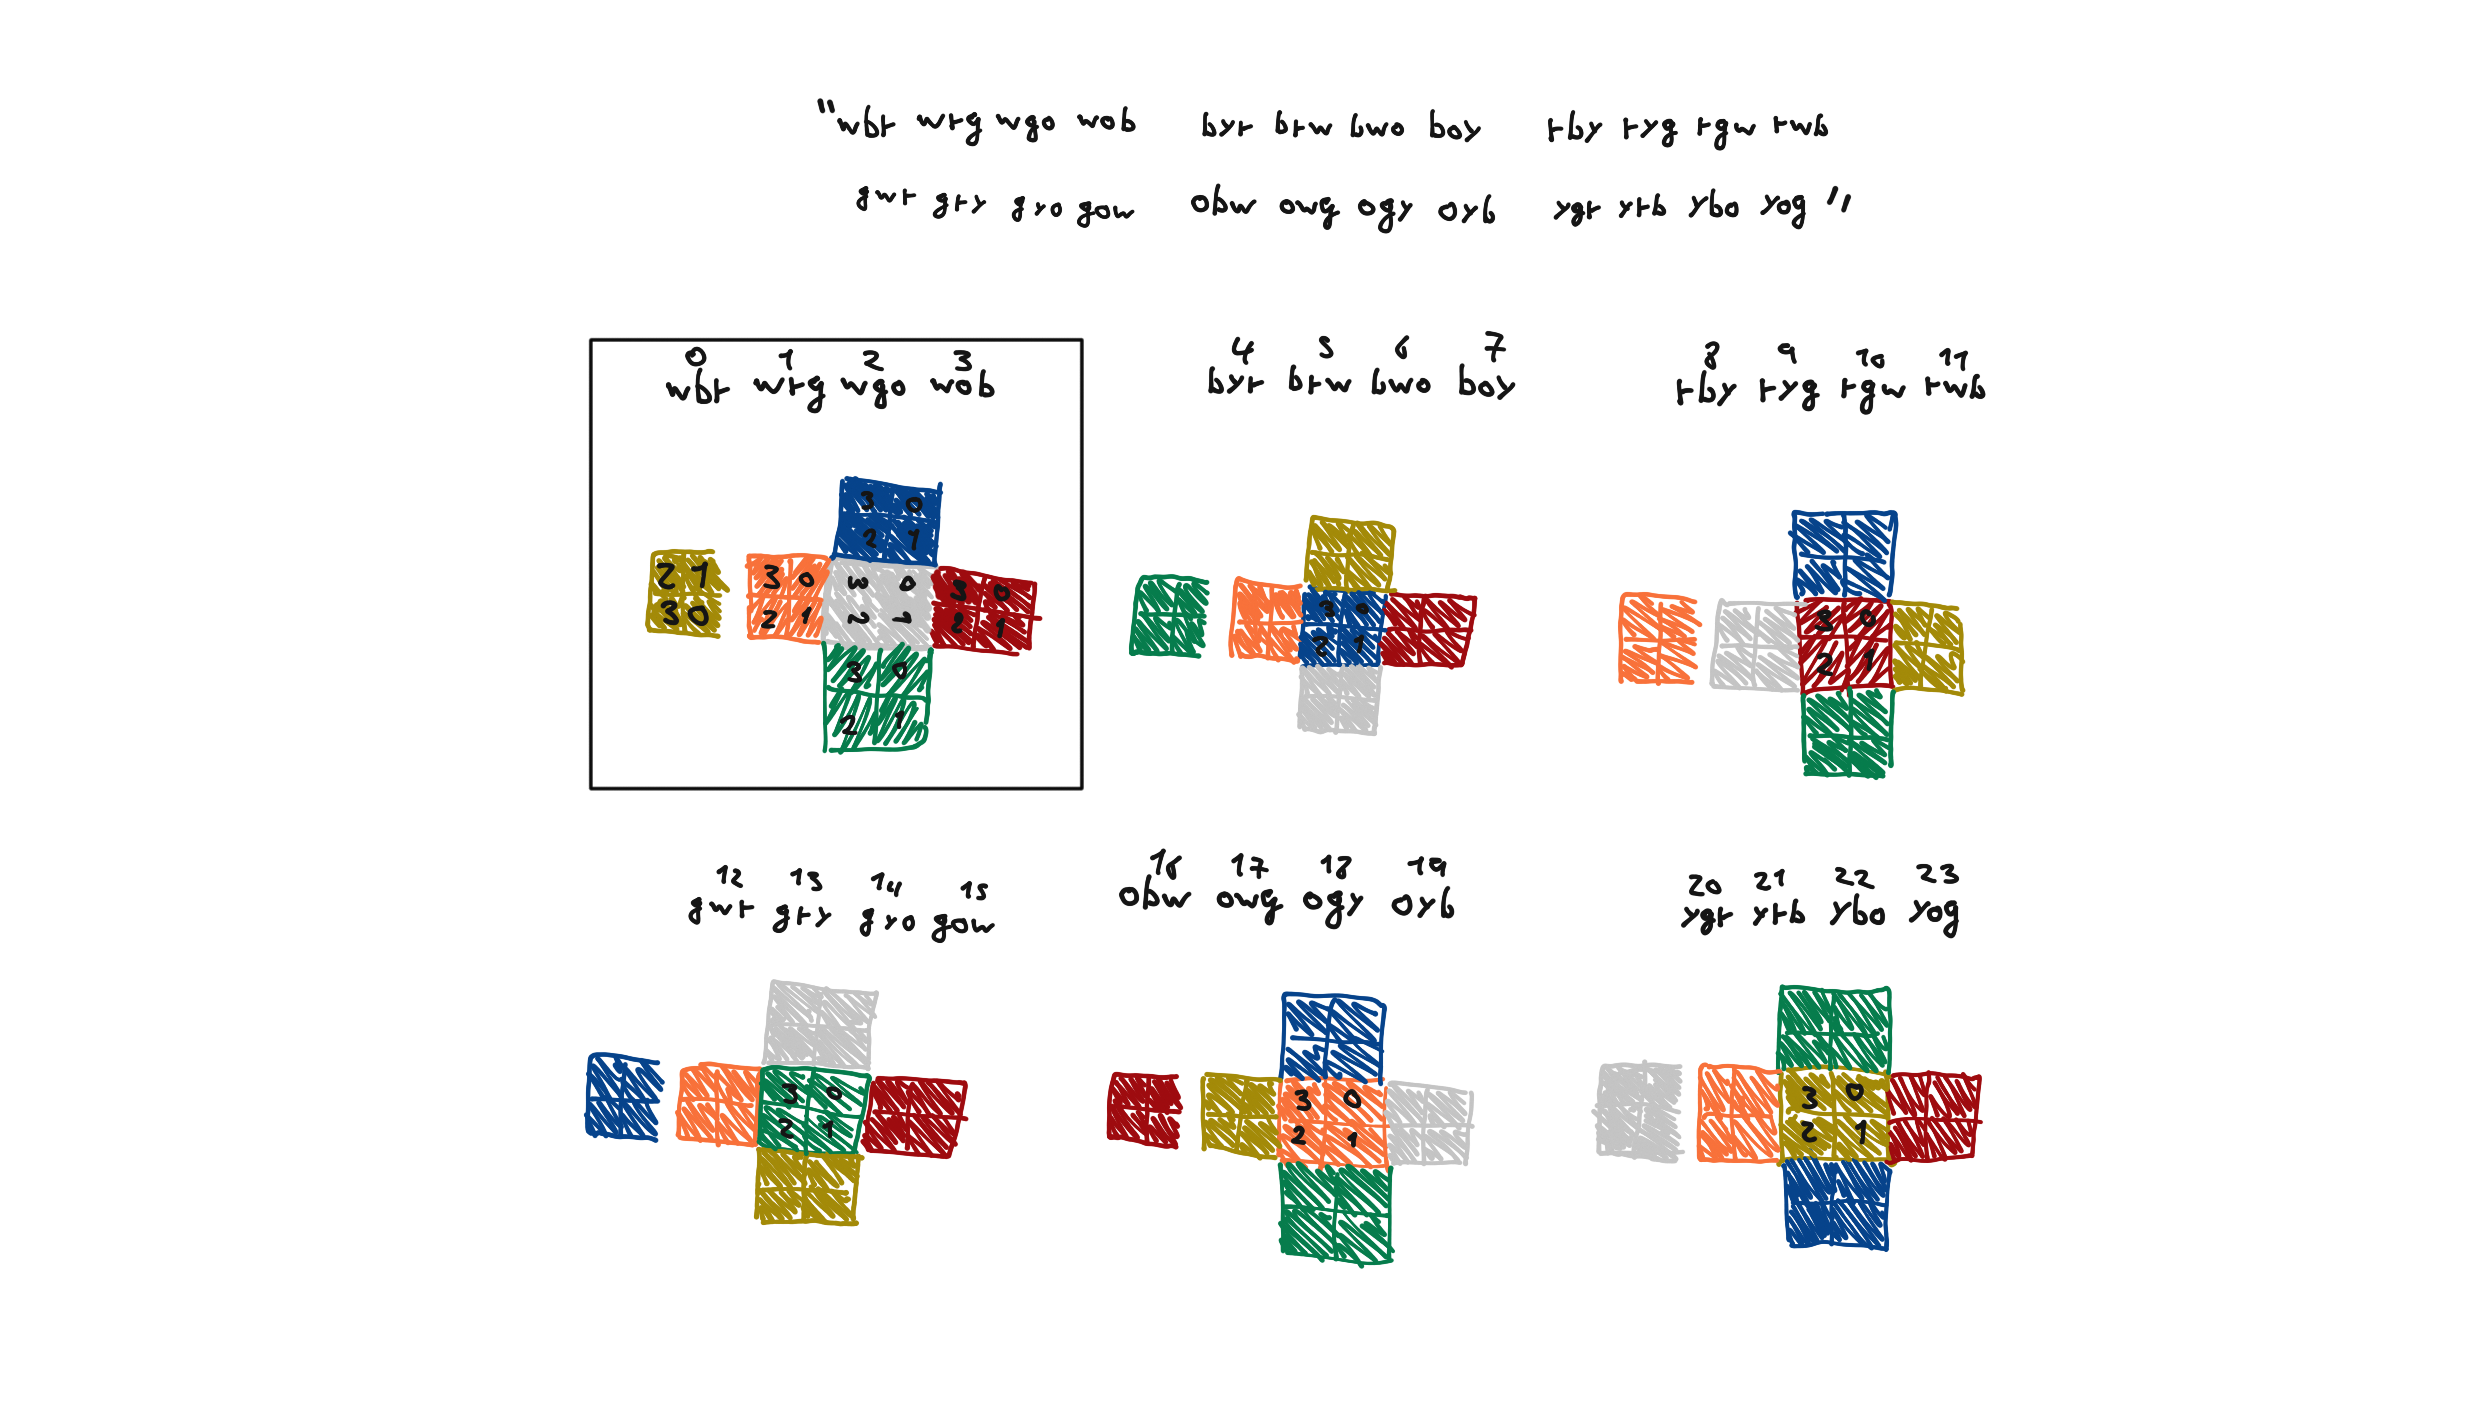 "wbr wrg wgo wob byr brw bwo boy rby ryg rgw rwb
gwr gry gyo gow obw owg ogy oyb ygr yrb ybo yog"
0 1 2 3
wbr wrg wgo wob
3 0
2 1
2 1 3 0 3 0 3 0
3 0 2 1 2 1 2 1
3 0
2 1
4 5 6 7
byr brw bwo boy
3 0
2 1
8 9 10 11
rby ryg rgw rwb
3 0
2 1
12 13 14 15
gwr gry gyo gow
3 0
2 1
16 17 18 19
obw owg ogy oyb
3 0
2 1
20 21 22 23
ygr yrb ybo yog
3 0
2 1